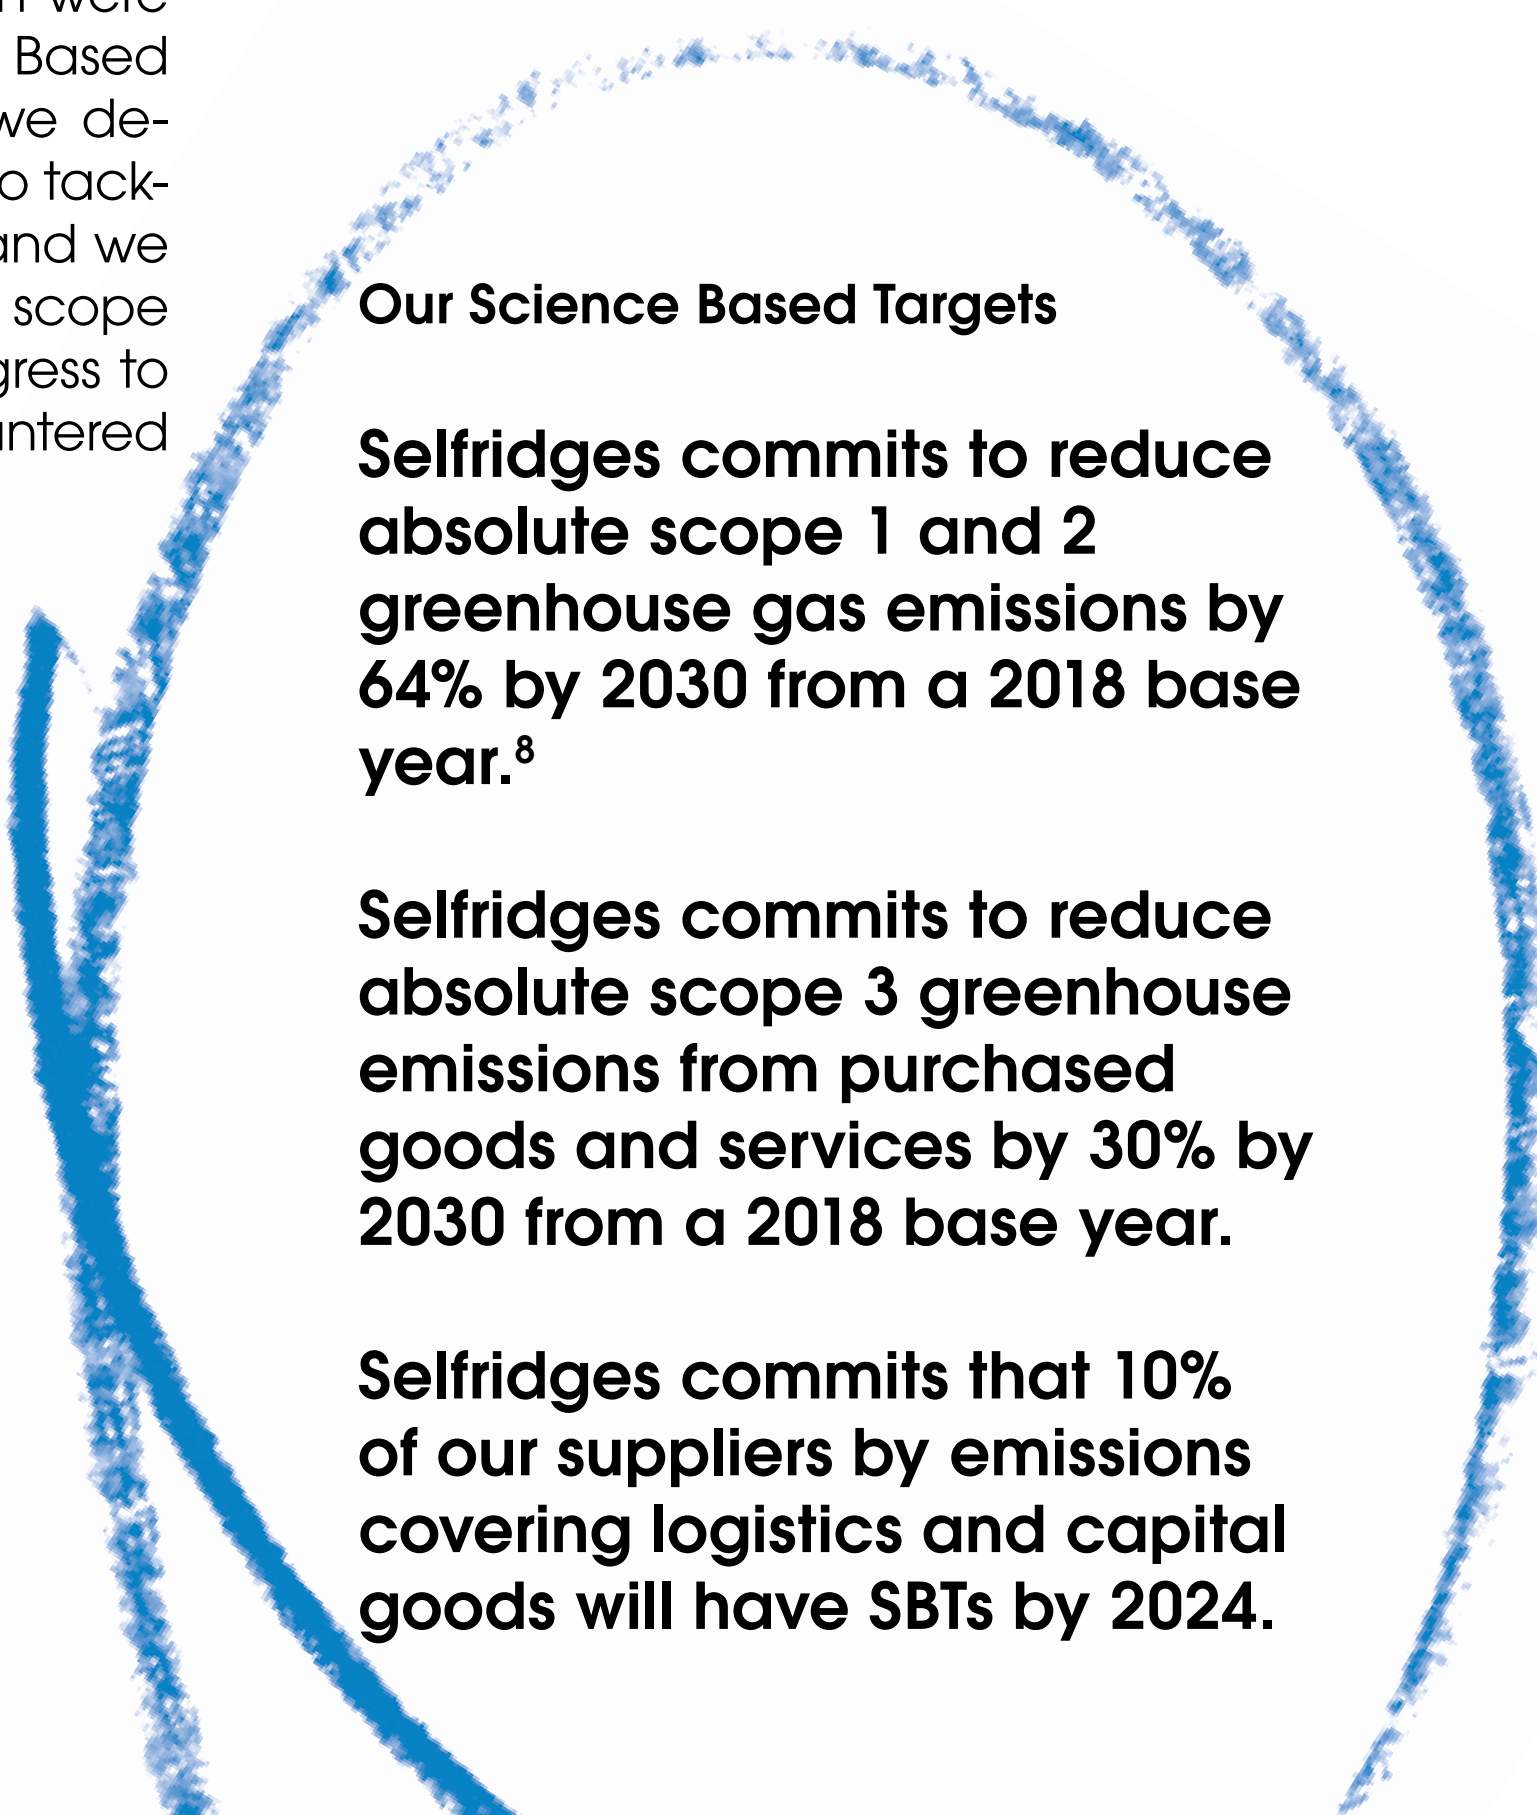 were
Based
we de-
tack-
and we
scope
to
Our Science Based Targets
Selfridges commits to reduce
absolute scope 1 and 2
greenhouse gas emissions by
64% by 2030 from a 2018 base
year.⁸
Selfridges commits to reduce
absolute scope 3 greenhouse
emissions from purchased
goods and services by 30% by
2030 from a 2018 base year.
Selfridges commits that 10%
of our suppliers by emissions
covering logistics and capital
goods will have SBTs by 2024.